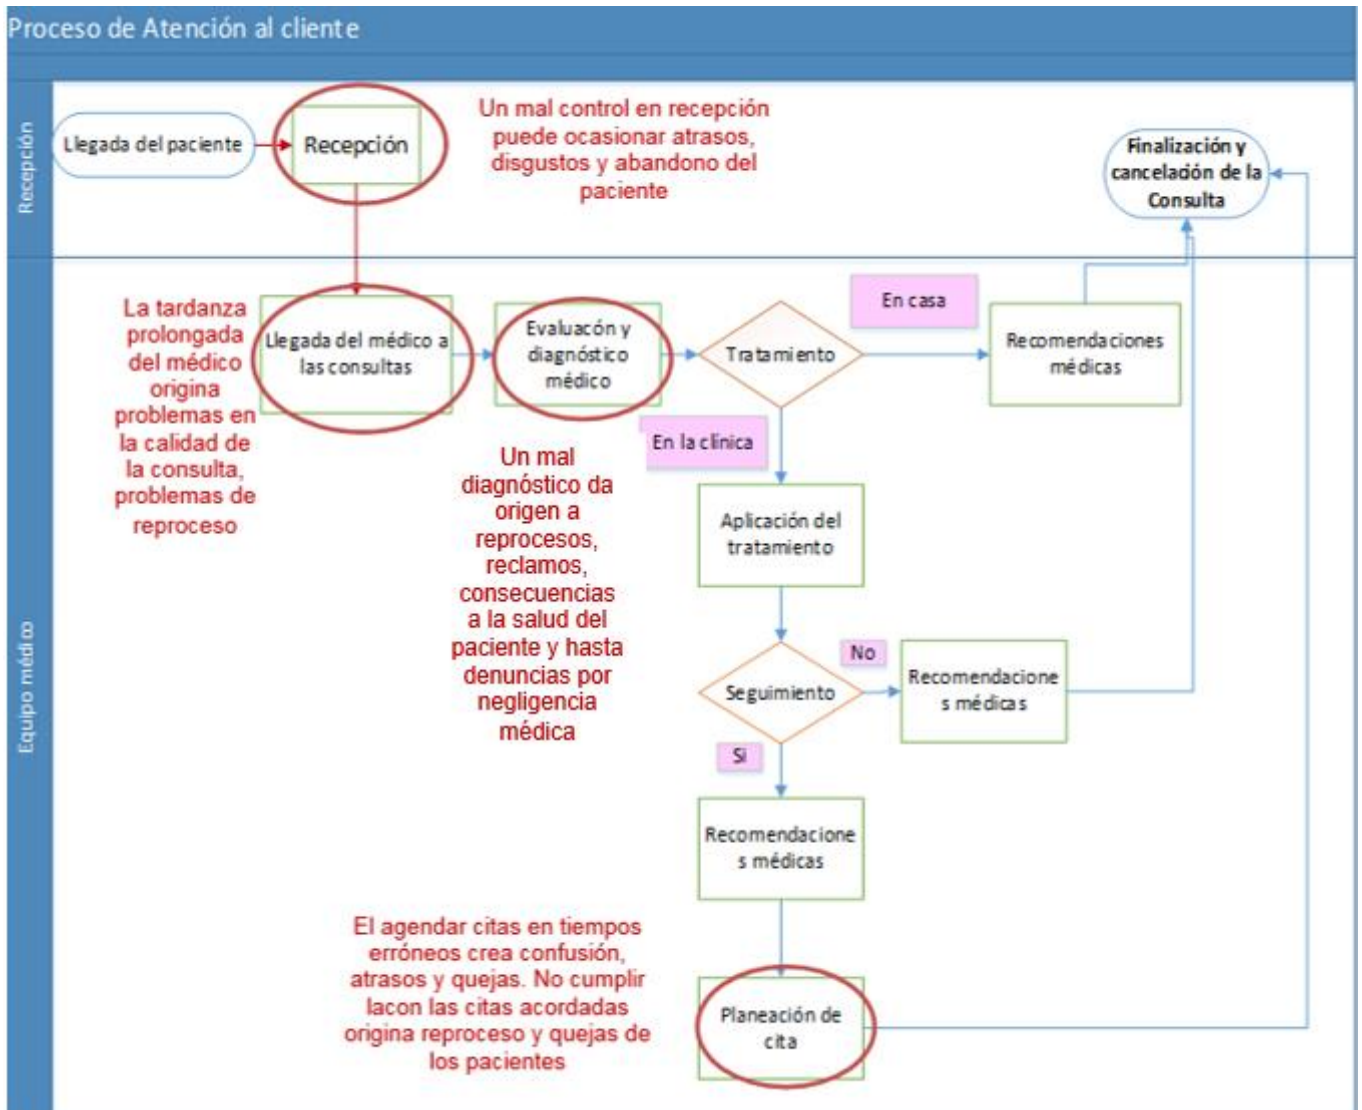 Proceso de Atención al cliente
Recepción
Llegada del paciente
Recepción
Un mal control en recepción
puede ocasionar atrasos,
disgustos y abandono del
paciente
Finalización y
cancelación de la
Consulta
Equipo médico
La tardanza
prolongada
del médico
origina
problemas en
la calidad de
la consulta,
problemas de
reproceso
Llegada del médico a
las consultas
Evaluacón y
diagnóstico
médico
Tratamiento
En casa
Recomendaciones
médicas
En la clínica
Un mal
diagnóstico da
origen a
reprocesos,
reclamos,
consecuencias
a la salud del
paciente y hasta
denuncias por
negligencia
médica
Aplicación del
tratamiento
Seguimiento
No
Recomendacione
s médicas
Si
Recomendacione
s médicas
El agendar citas en tiempos
erróneos crea confusión,
atrasos y quejas. No cumplir
lacon las citas acordadas
origina reproceso y quejas de
los pacientes
Planeación de
cita